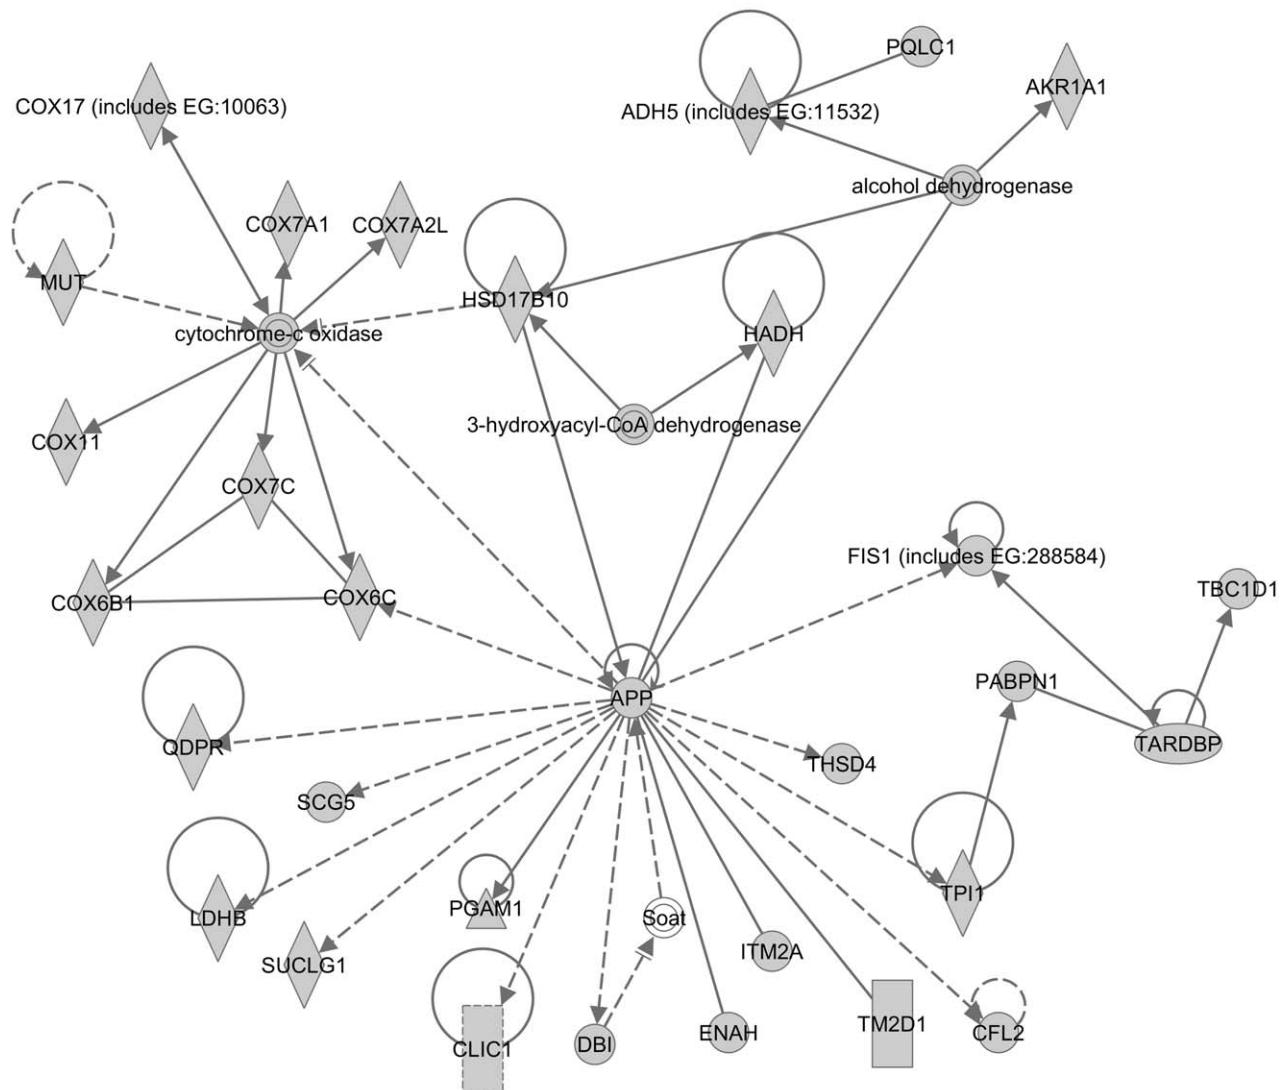 PQLC1
AKR1A1
COX17 (includes EG:10063)
ADH5 (includes EG:11532)
alcohol dehydrogenase
COX7A1
COX7A2L
MUT
HSD17B10
cytochrome-c oxidase
HADH
3-hydroxyacyl-CoA dehydrogenase
COX11
COX7C
FIS1 (includes EG:288584)
TBC1D1
COX6B1
COX6C
PABPN1
APP
QDPR
TARDBP
THSD4
SCG5
TPI1
LDHB
PGAM1
Soat
ITM2A
SUCLG1
TM2D1
CFL2
ENAH
DBI
CLIC1